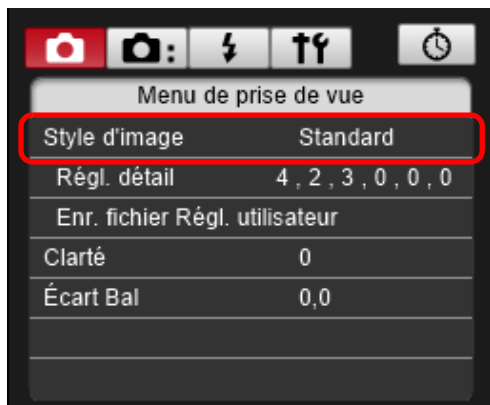 Menu de prise de vue
Style d'image Standard
Régl. détail 4 , 2 , 3 , 0 , 0 , 0
Enr. fichier Régl. utilisateur
Clarté 0
Écart Bal 0,0